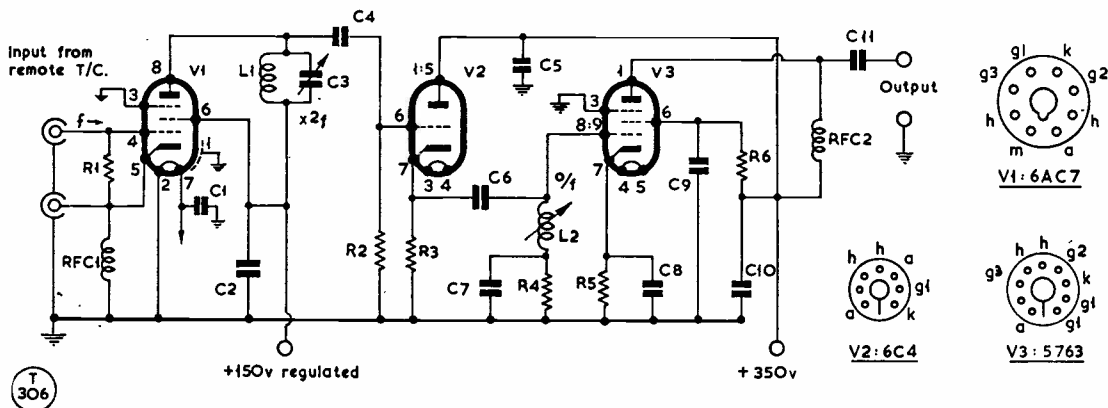 Input from
remote T/C.
f →
R1
RFC1
8
V1
3
4
5
6
2
7
1
C1
C2
L1
C3
x2f
C4
R2
1:5
V2
6
7
3 4
R3
C5
C6
C7
R4
o/f
L2
1
V3
3
8:9
7
4 5
6
R5
C8
C9
R6
C10
RFC2
C11
Output
+150v regulated
+350v
T
306
g1 k
g3 g2
h h
m a
V1: 6AC7
h h a
g1
a k
V2: 6C4
h h g2
g3 k
g1
a g1
V3: 5763